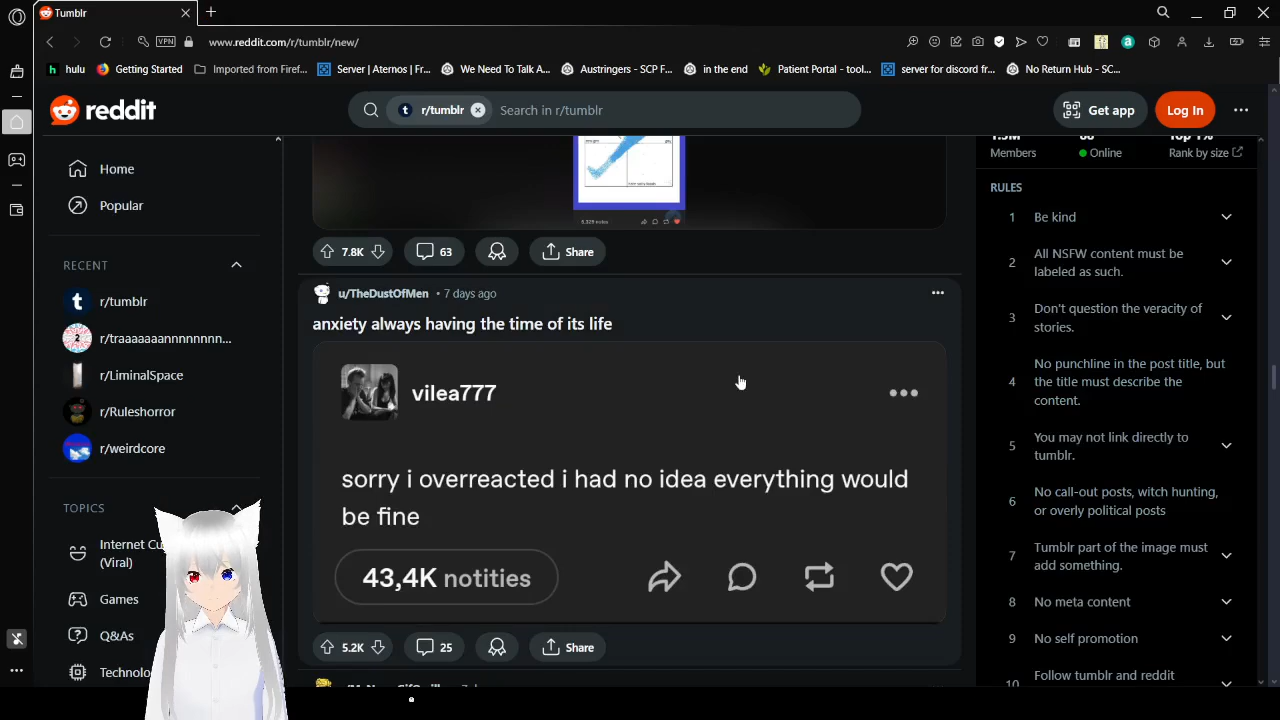 Tumblr
VPN
www.reddit.com/r/tumblr/new/
hulu
Getting Started
Imported from Firef...
Server | Aternos | Fr...
We Need To Talk A...
Austringers - SCP F...
in the end
Patient Portal - tool...
server for discord fr...
No Return Hub - SC...
reddit
r/tumblr
Search in r/tumblr
Get app
Log In
Home
Popular
RECENT
r/tumblr
r/traaaaaaannnnnnnn...
r/LiminalSpace
r/Ruleshorror
r/weirdcore
TOPICS
Internet Cu
(Viral)
Games
Q&As
Technolo
7.8K
63
Share
u/TheDustOfMen • 7 days ago
anxiety always having the time of its life
vilea777
sorry i overreacted i had no idea everything would
be fine
43,4K notities
5.2K
25
Share
Members
Online
Rank by size
RULES
1 Be kind
2 All NSFW content must be
labeled as such.
3 Don't question the veracity of
stories.
4 No punchline in the post title, but
the title must describe the
content.
5 You may not link directly to
tumblr.
6 No call-out posts, witch hunting,
or overly political posts
7 Tumblr part of the image must
add something.
8 No meta content
9 No self promotion
10 Follow tumblr and reddit